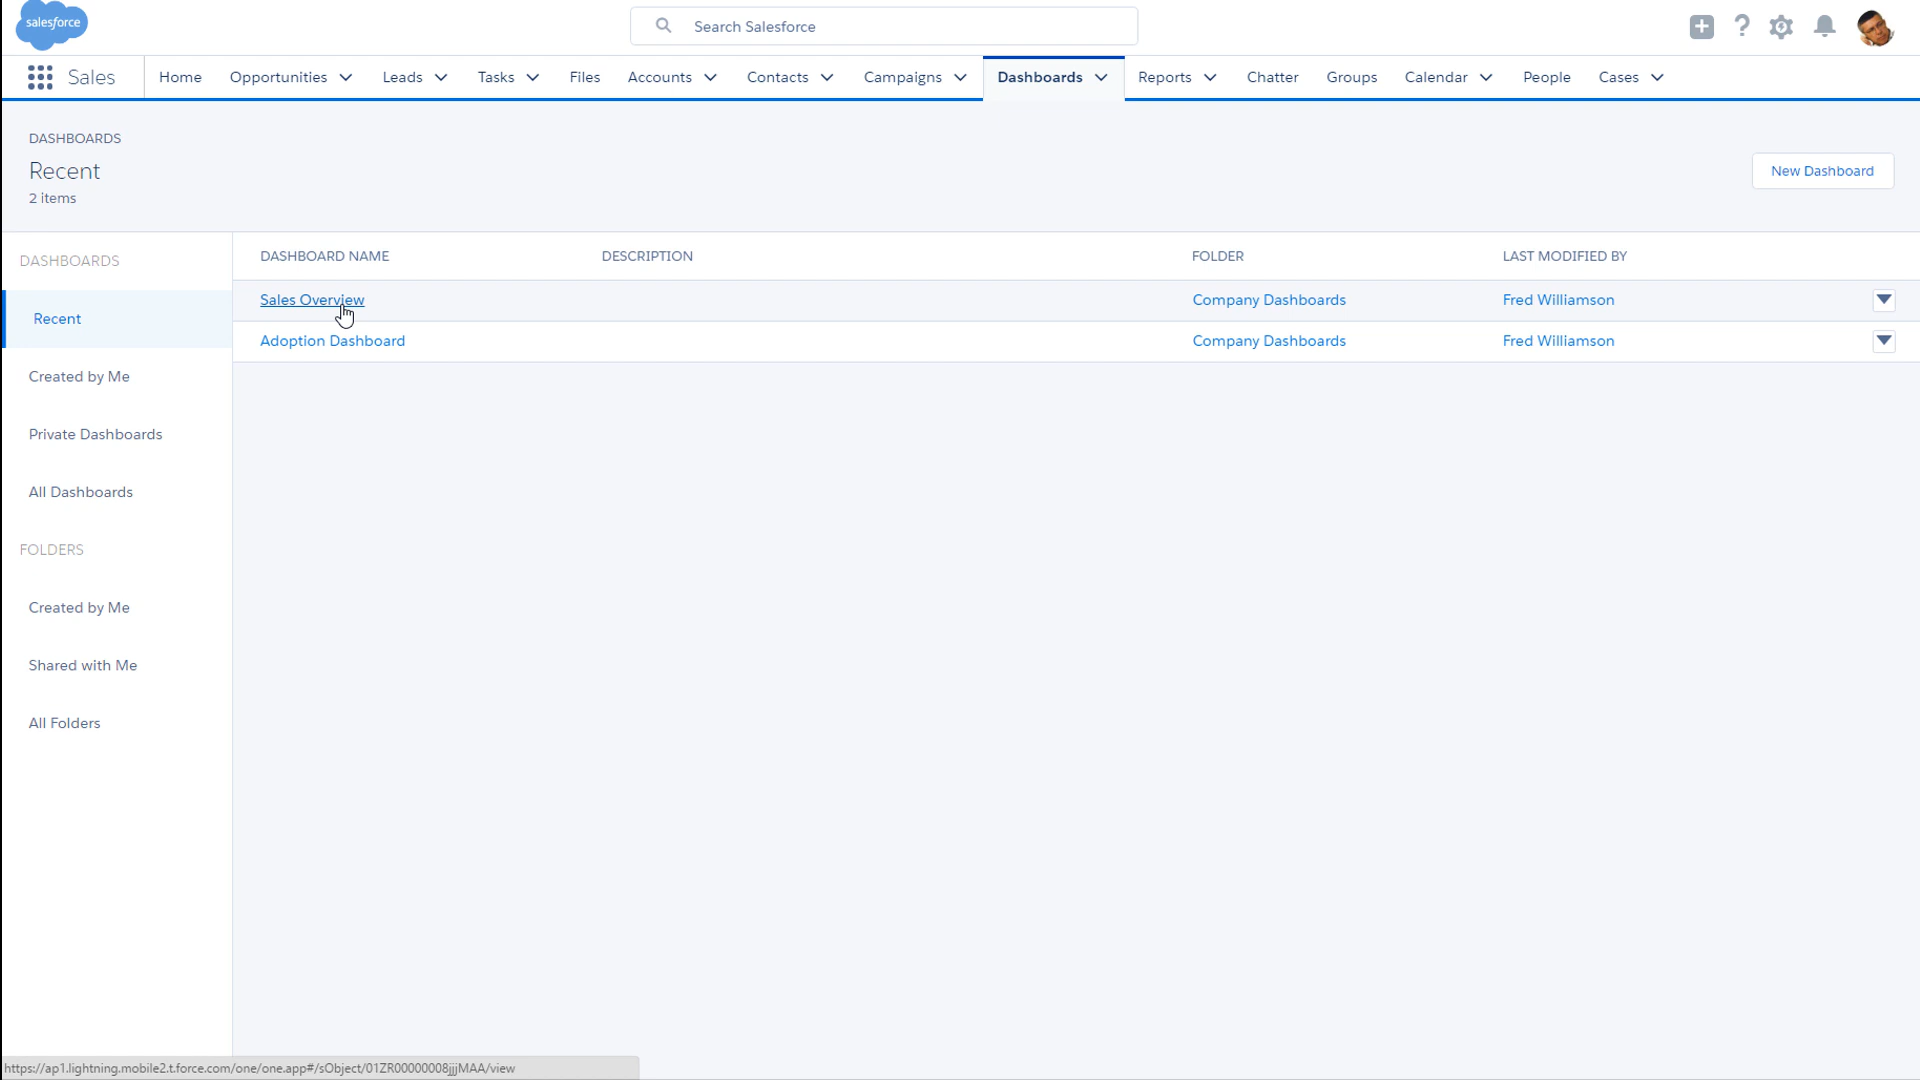 salesforce
Search Salesforce
Sales
Home
Opportunities
Leads
Tasks
Files
Accounts
Contacts
Campaigns
Dashboards
Reports
Chatter
Groups
Calendar
People
Cases
DASHBOARDS
Recent
2 items
New Dashboard
DASHBOARDS
Recent
Created by Me
Private Dashboards
All Dashboards
FOLDERS
Created by Me
Shared with Me
All Folders
DASHBOARD NAME DESCRIPTION FOLDER LAST MODIFIED BY
Sales Overview Company Dashboards Fred Williamson
Adoption Dashboard Company Dashboards Fred Williamson
https://ap1.lightning.mobile2.t.force.com/one/one.app#/sObject/01ZR00000008jjjMAA/view